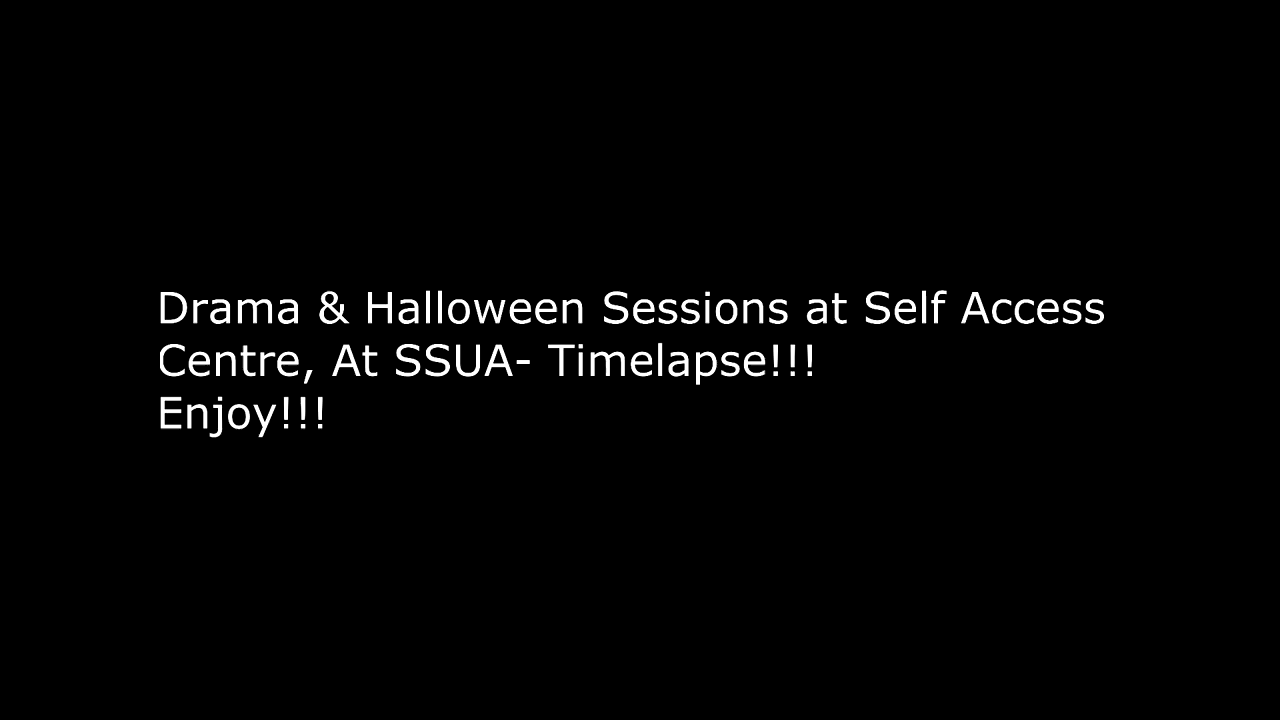 Drama & Halloween Sessions at Self Access
Centre, At SSUA- Timelapse!!!
Enjoy!!!